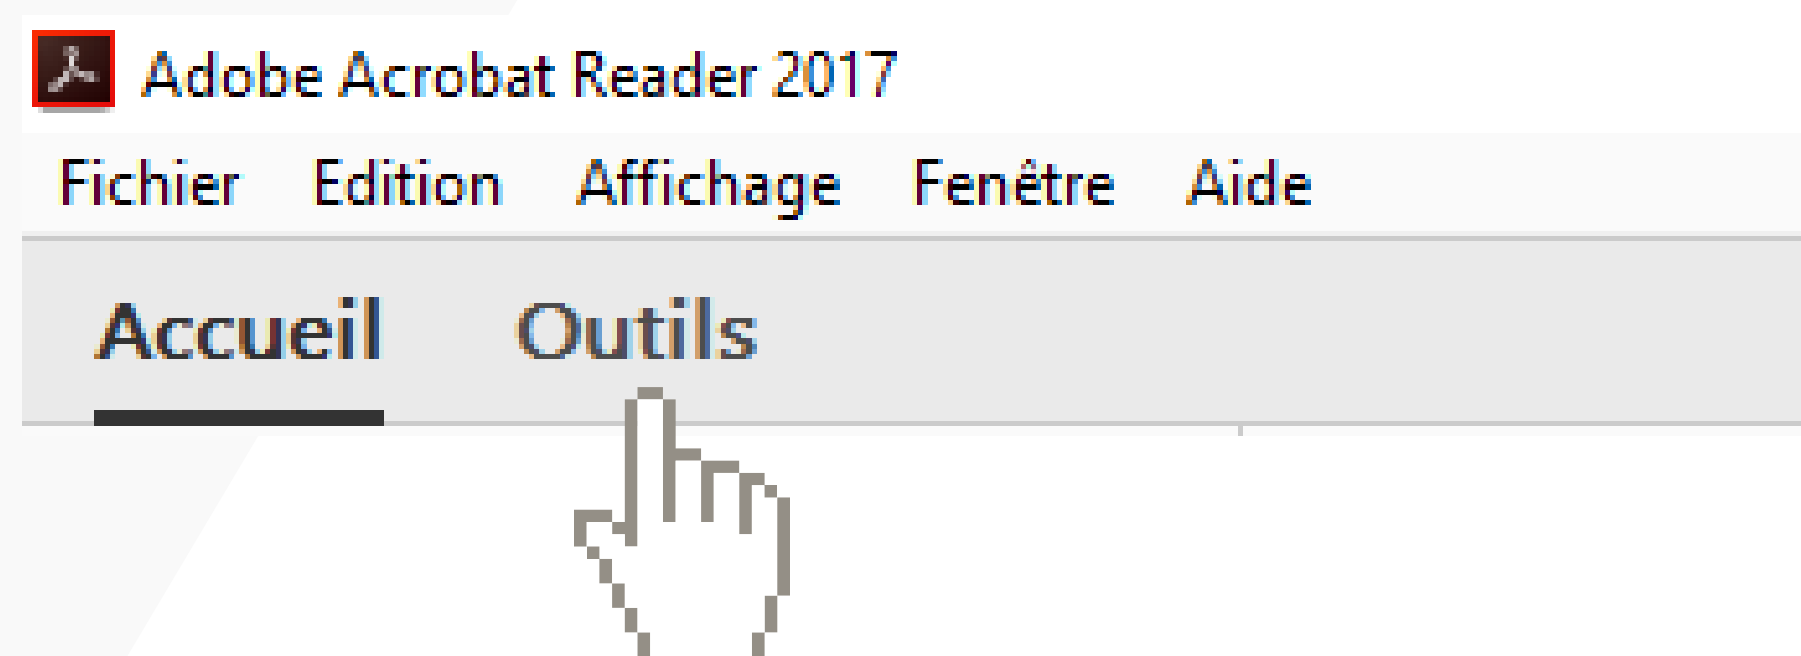 Adobe Acrobat Reader 2017
Fichier Edition Affichage Fenêtre Aide
Accueil Outils